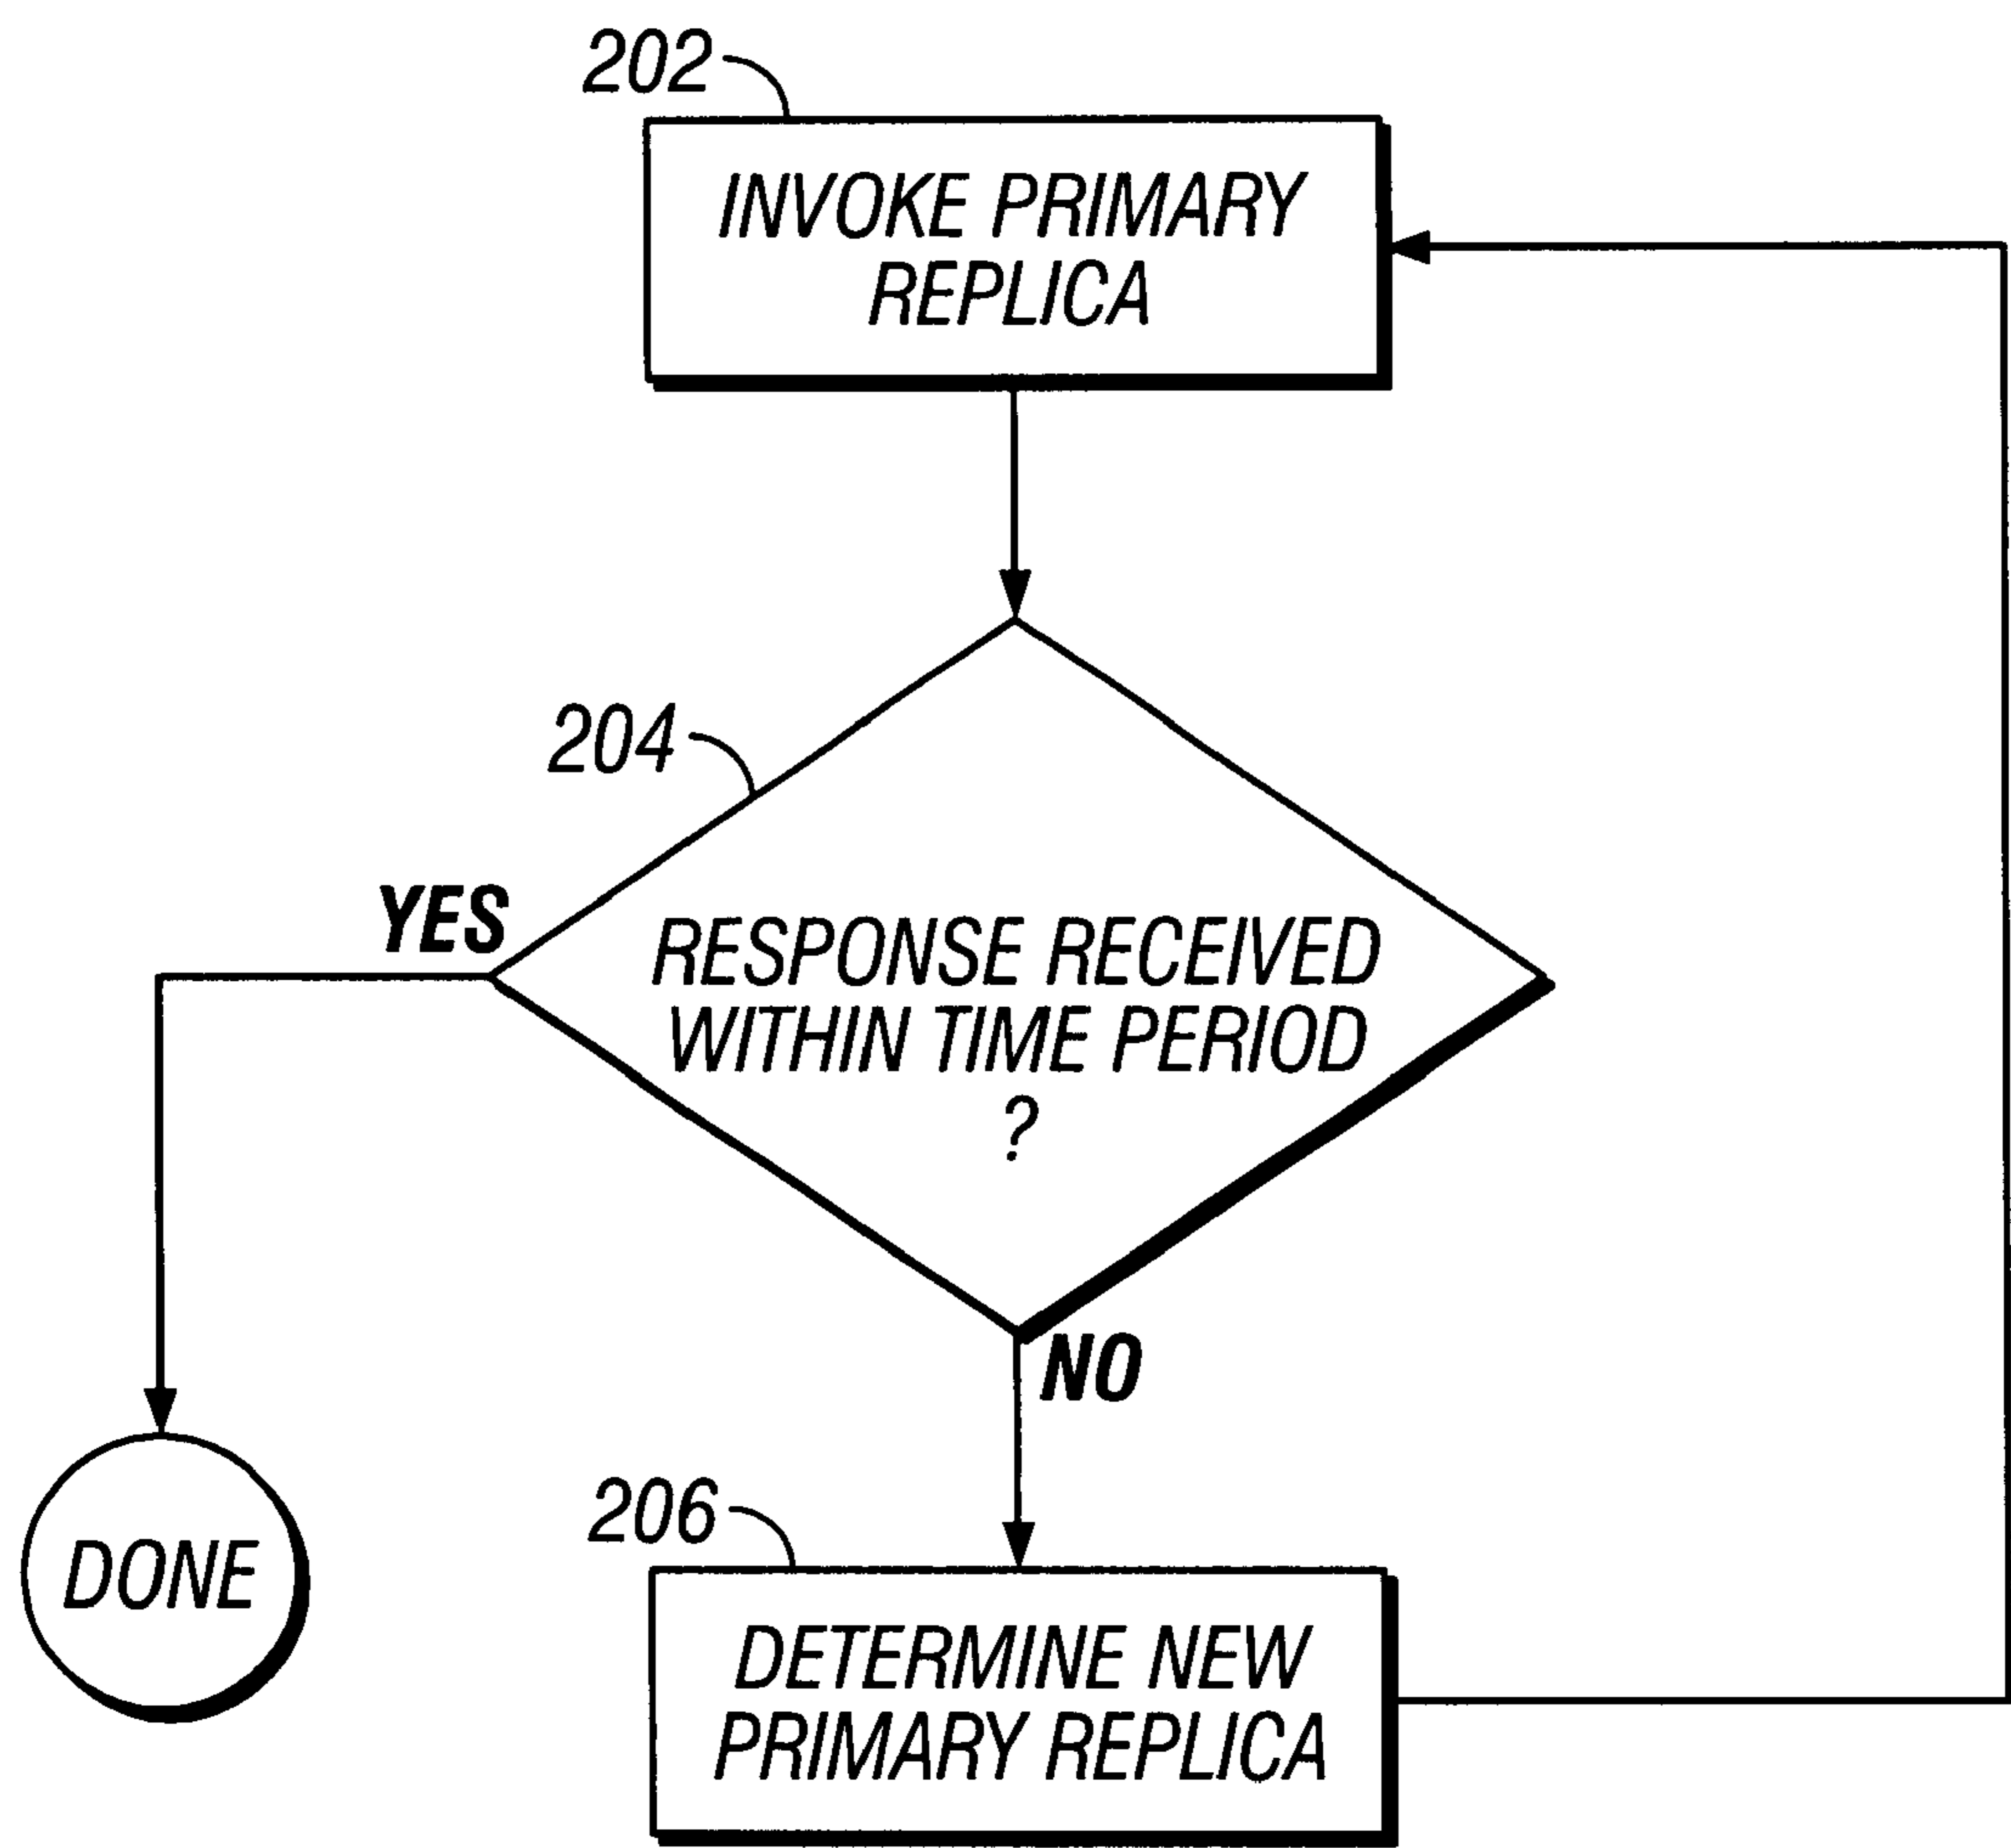 202
INVOKE PRIMARY
REPLICA
204
YES
RESPONSE RECEIVED
WITHIN TIME PERIOD
?
NO
206
DONE
DETERMINE NEW
PRIMARY REPLICA